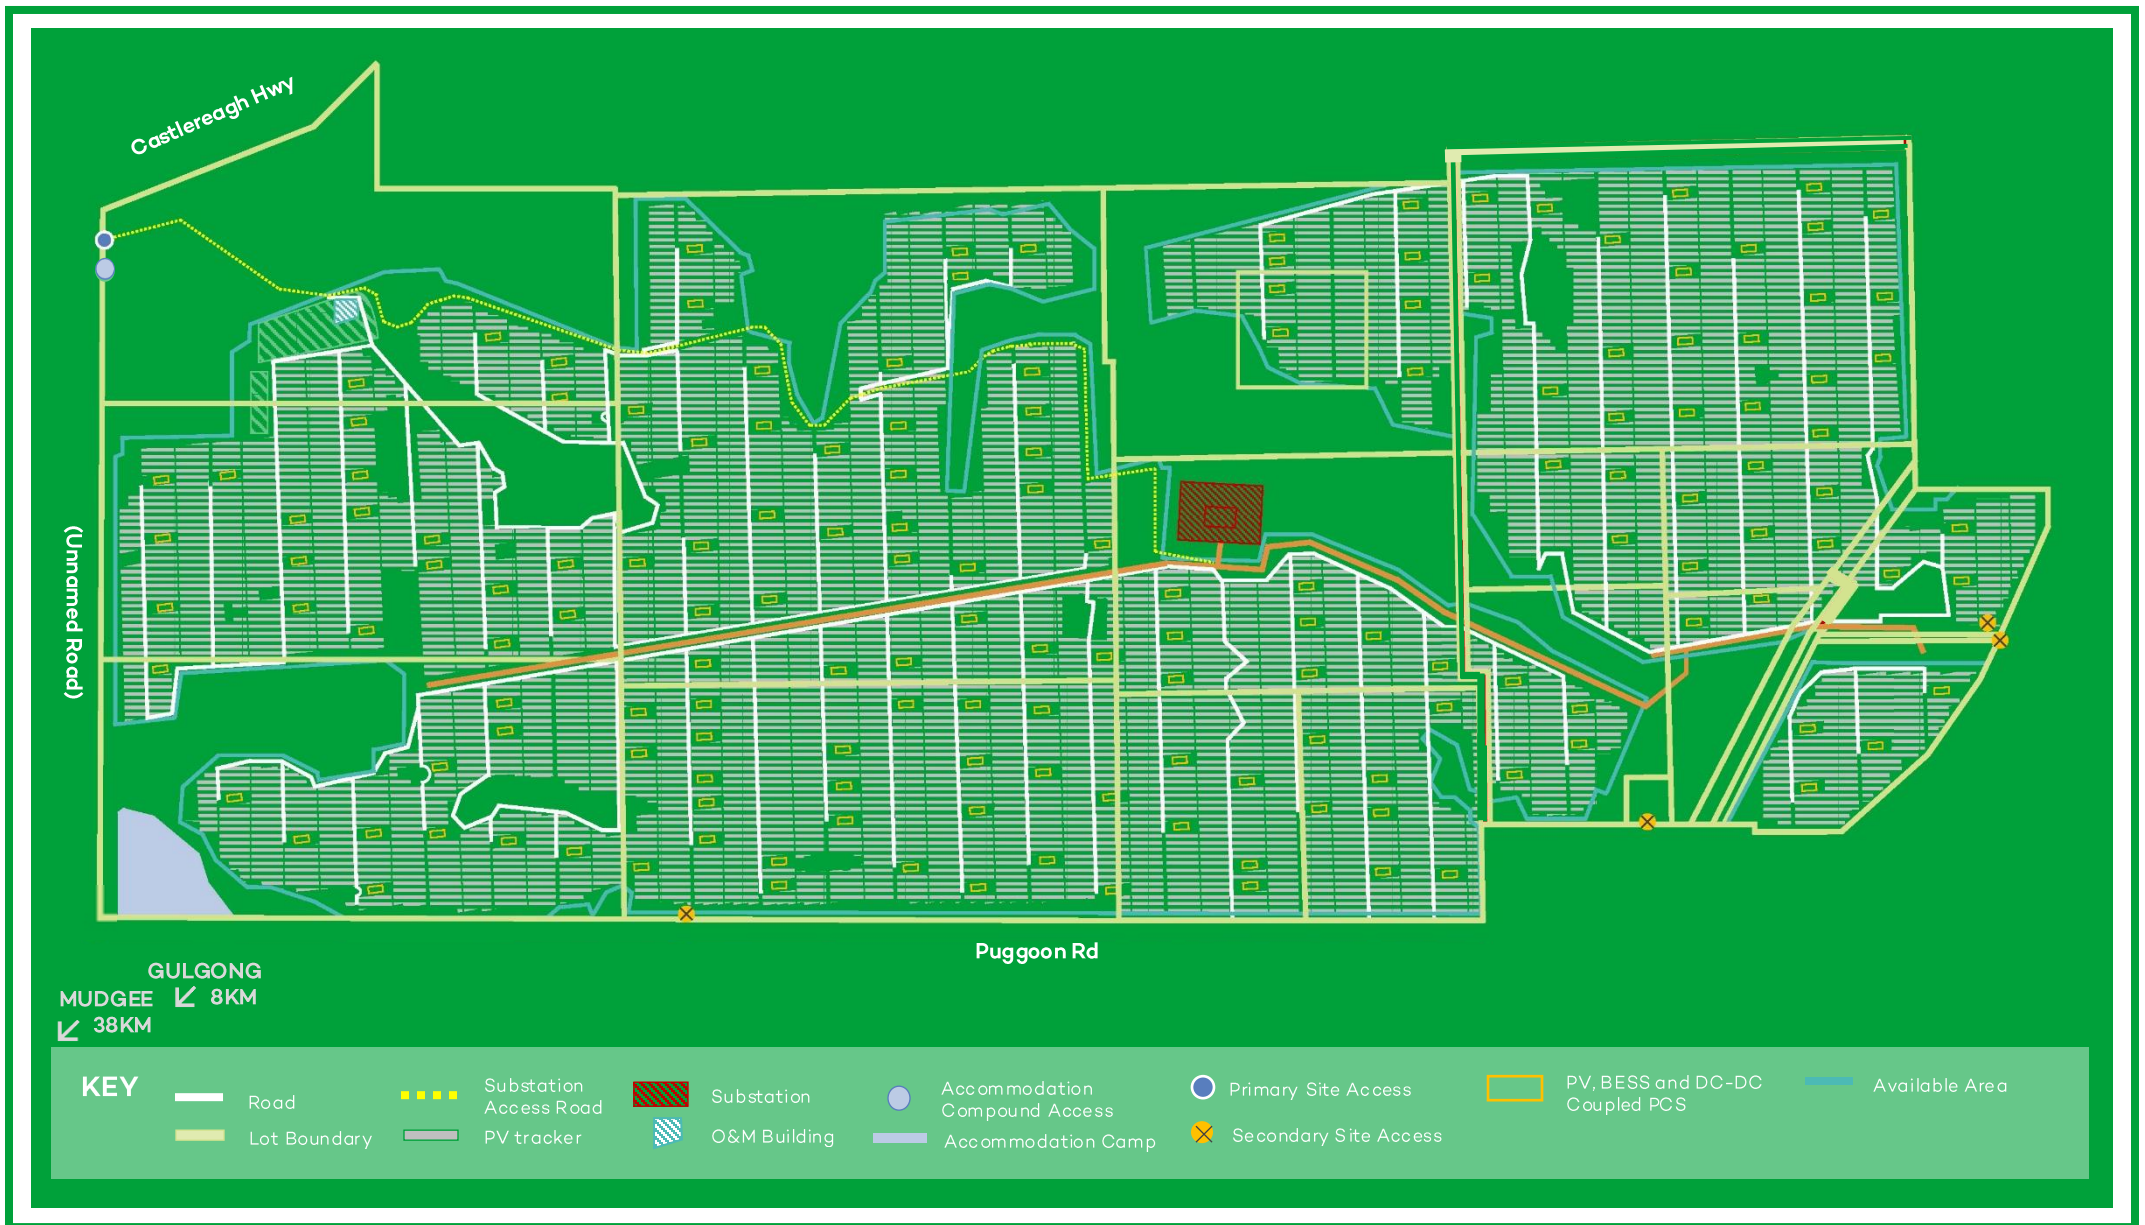 Castlereagh Hwy
(Unnamed Road)
Puggoon Rd
GULGONG
8KM
MUDGEE
38KM
KEY
Road
Lot Boundary
Substation
Access Road
PV tracker
Substation
O&M Building
Accommodation
Compound Access
Accommodation Camp
Primary Site Access
Secondary Site Access
PV, BESS and DC-DC
Coupled PCS
Available Area